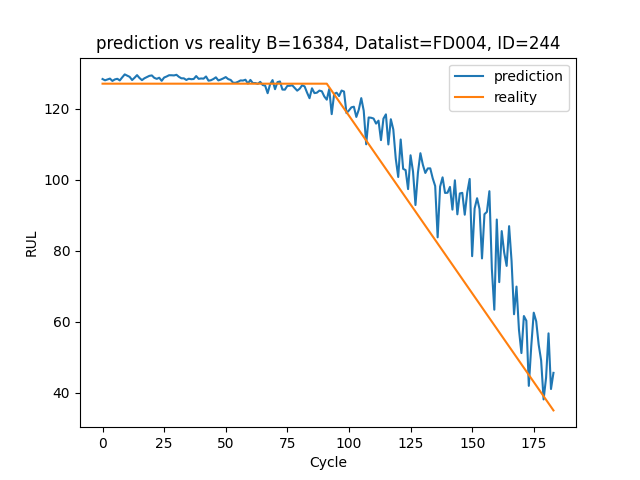 prediction vs reality B=16384, Datalist=FD004, ID=244
prediction
reality
RUL
120
100
80
60
40
0 25 50 75 100 125 150 175
Cycle